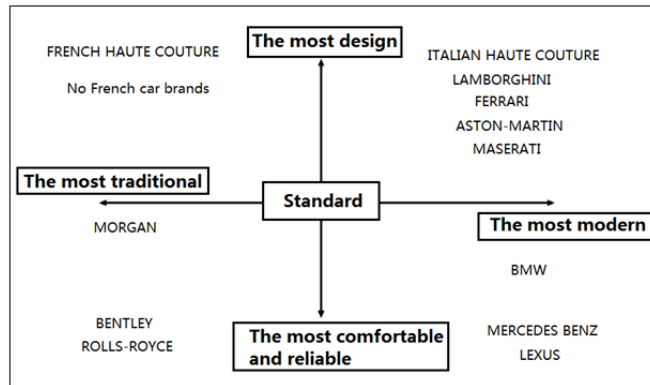 The most design
FRENCH HAUTE COUTURE
No French car brands
ITALIAN HAUTE COUTURE
LAMBORGHINI
FERRARI
ASTON-MARTIN
MASERATI
The most traditional
Standard
The most modern
MORGAN
BMW
BENTLEY
ROLLS-ROYCE
The most comfortable
and reliable
MERCEDES BENZ
LEXUS